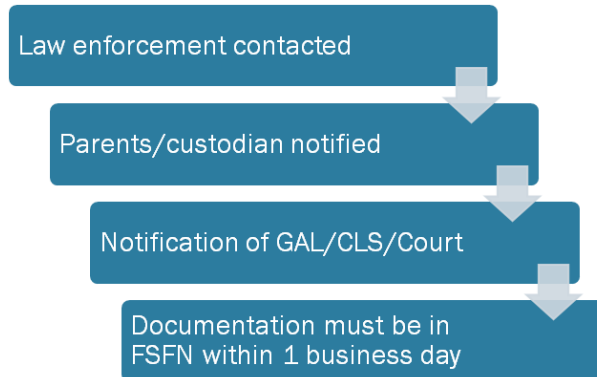 Law enforcement contacted
Parents/custodian notified
Notification of GAL/CLS/Court
Documentation must be in
FSFN within 1 business day